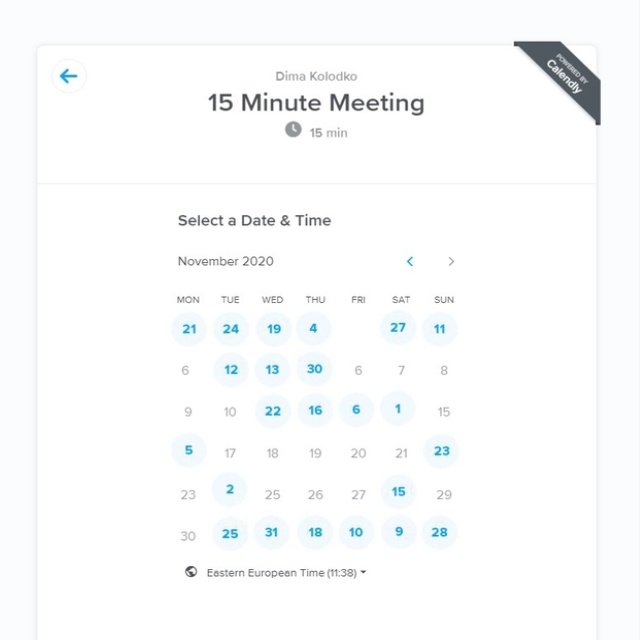 POWERED BY
Calendly
Dima Kolodko
15 Minute Meeting
15 min
Select a Date & Time
November 2020
MON TUE WED THU FRI SAT SUN
21 24 19 4 27 11
6 12 13 30 6 7 8
9 10 22 16 6 1 15
5 17 18 19 20 21 23
23 2 25 26 27 15 29
30 25 31 18 10 9 28
Eastern European Time (11:38)